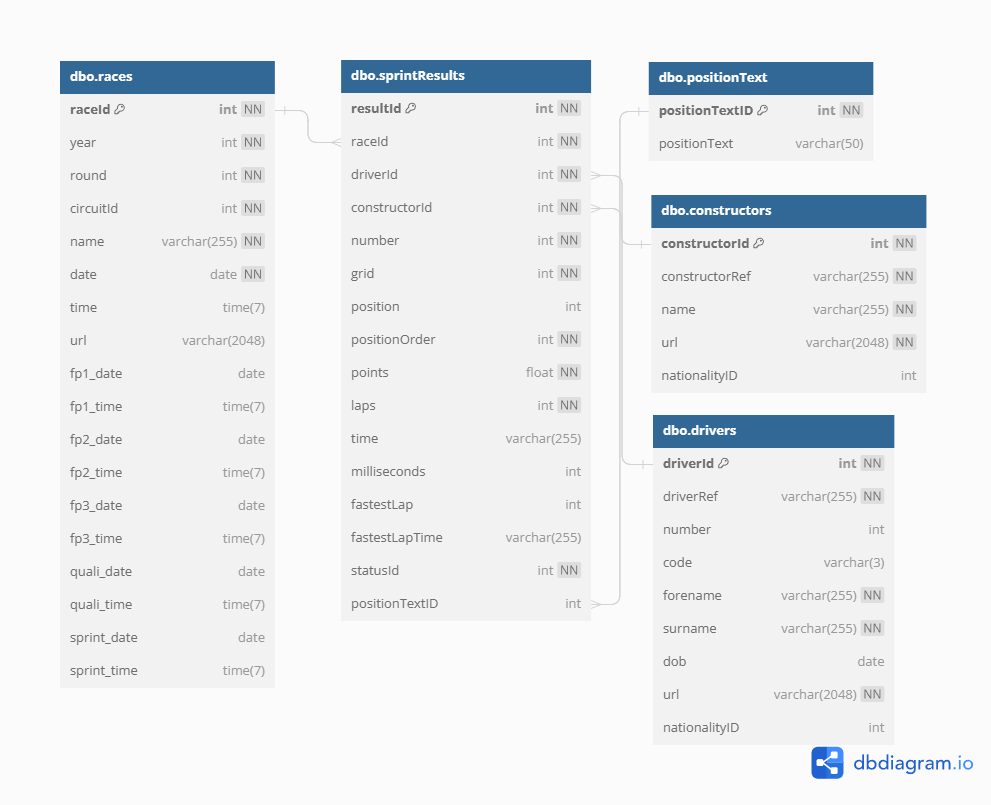 dbo.races
raceId int NN
year int NN
round int NN
circuitId int NN
name varchar(255) NN
date date NN
time time(7)
url varchar(2048)
fp1_date date
fp1_time time(7)
fp2_date date
fp2_time time(7)
fp3_date date
fp3_time time(7)
quali_date date
quali_time time(7)
sprint_date date
sprint_time time(7)
dbo.sprintResults
resultId int NN
raceId int NN
driverId int NN
constructorId int NN
number int NN
grid int NN
position int
positionOrder int NN
points float NN
laps int NN
time varchar(255)
milliseconds int
fastestLap int
fastestLapTime varchar(255)
statusId int NN
positionTextID int
dbo.positionText
positionTextID int NN
positionText varchar(50)
dbo.constructors
constructorId int NN
constructorRef varchar(255) NN
name varchar(255) NN
url varchar(2048) NN
nationalityID int
dbo.drivers
driverId int NN
driverRef varchar(255) NN
number int
code varchar(3)
forename varchar(255) NN
surname varchar(255) NN
dob date
url varchar(2048) NN
nationalityID int
dbdiagram.io